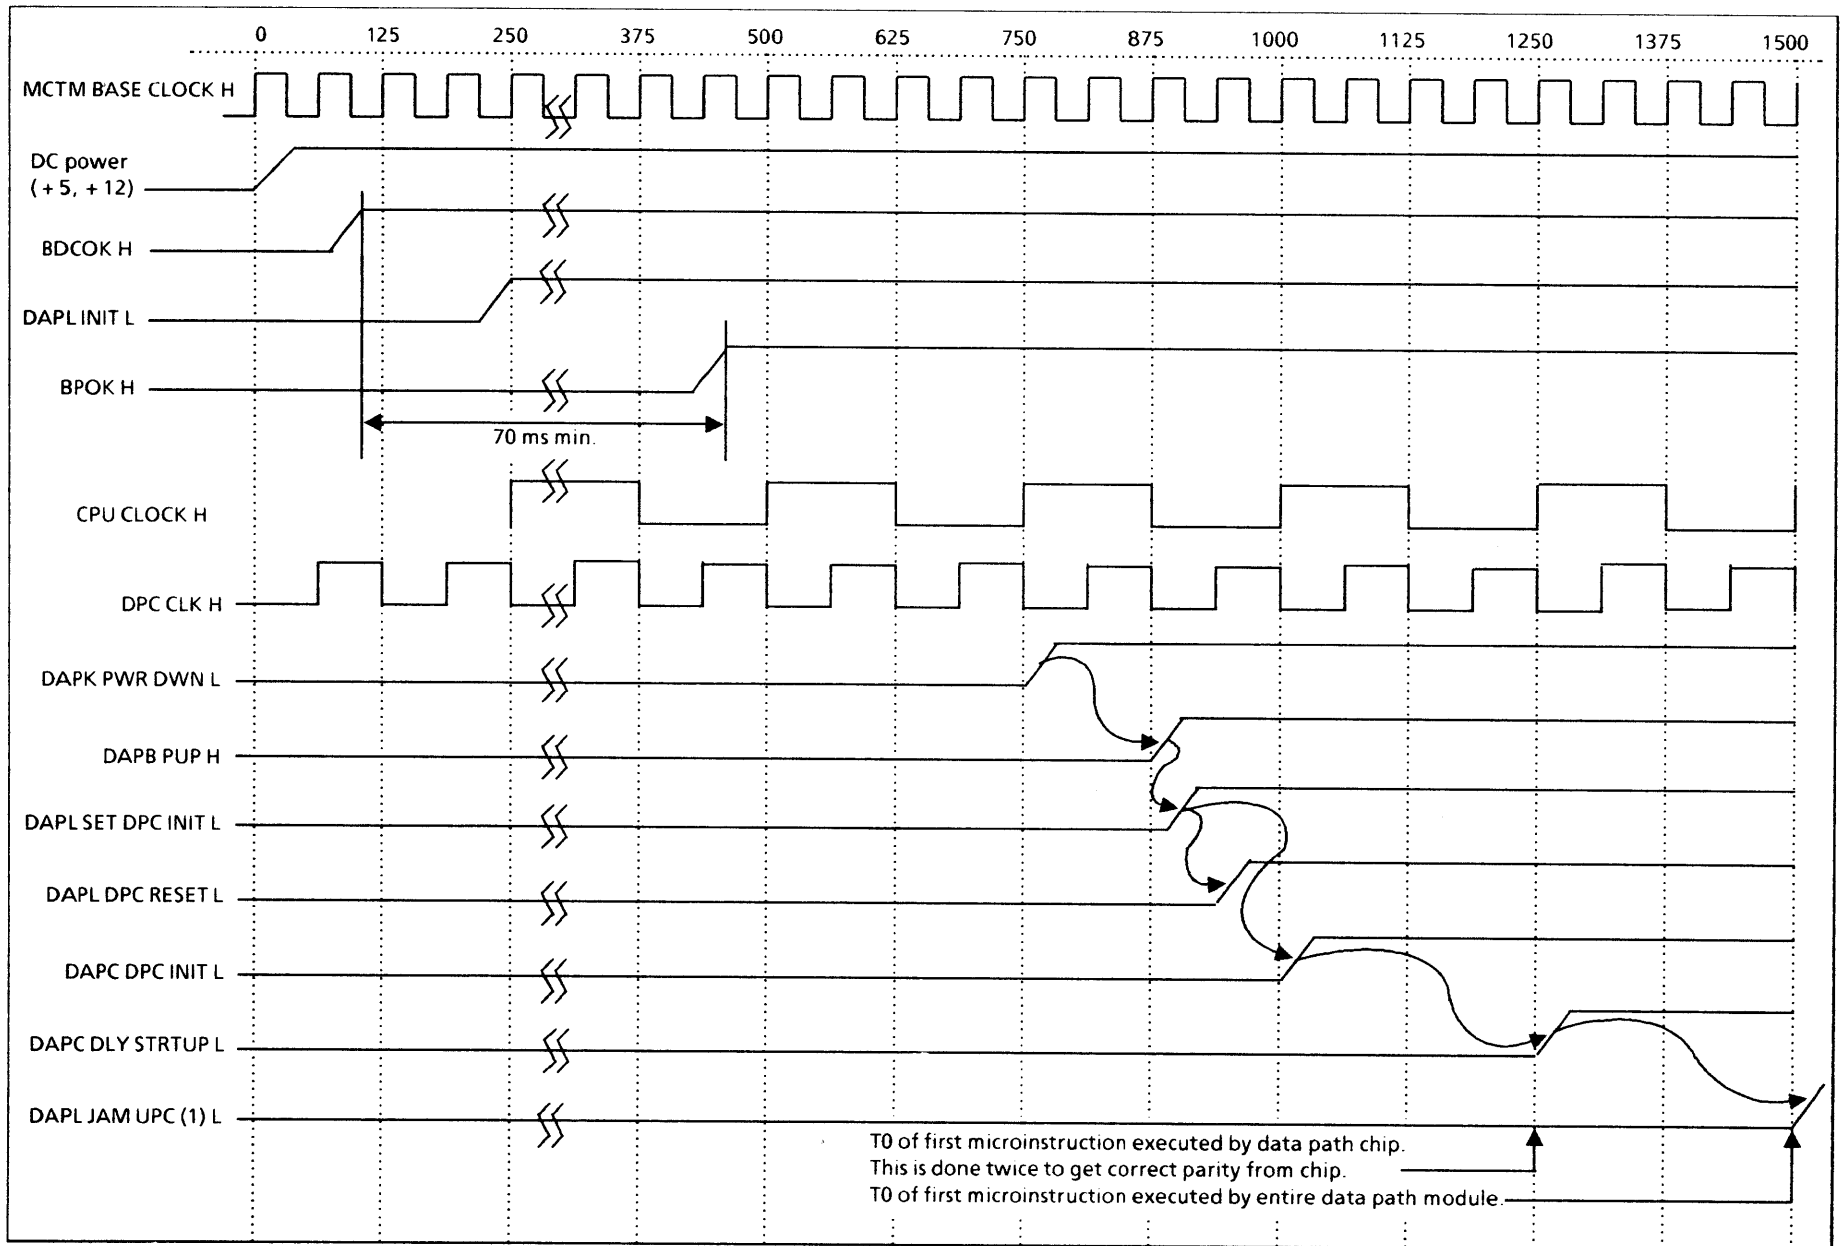 0 125 250 375 500 625 750 875 1000 1125 1250 1375 1500
MCTM BASE CLOCK H
DC power
(+5, +12)
BDCOK H
DAPL INIT L
BPOK H
70 ms min.
CPU CLOCK H
DPC CLK H
DAPK PWR DWN L
DAPB PUP H
DAPL SET DPC INIT L
DAPL DPC RESET L
DAPC DPC INIT L
DAPC DLY STRTUP L
DAPL JAM UPC (1) L
T0 of first microinstruction executed by data path chip.
This is done twice to get correct parity from chip.
T0 of first microinstruction executed by entire data path module.